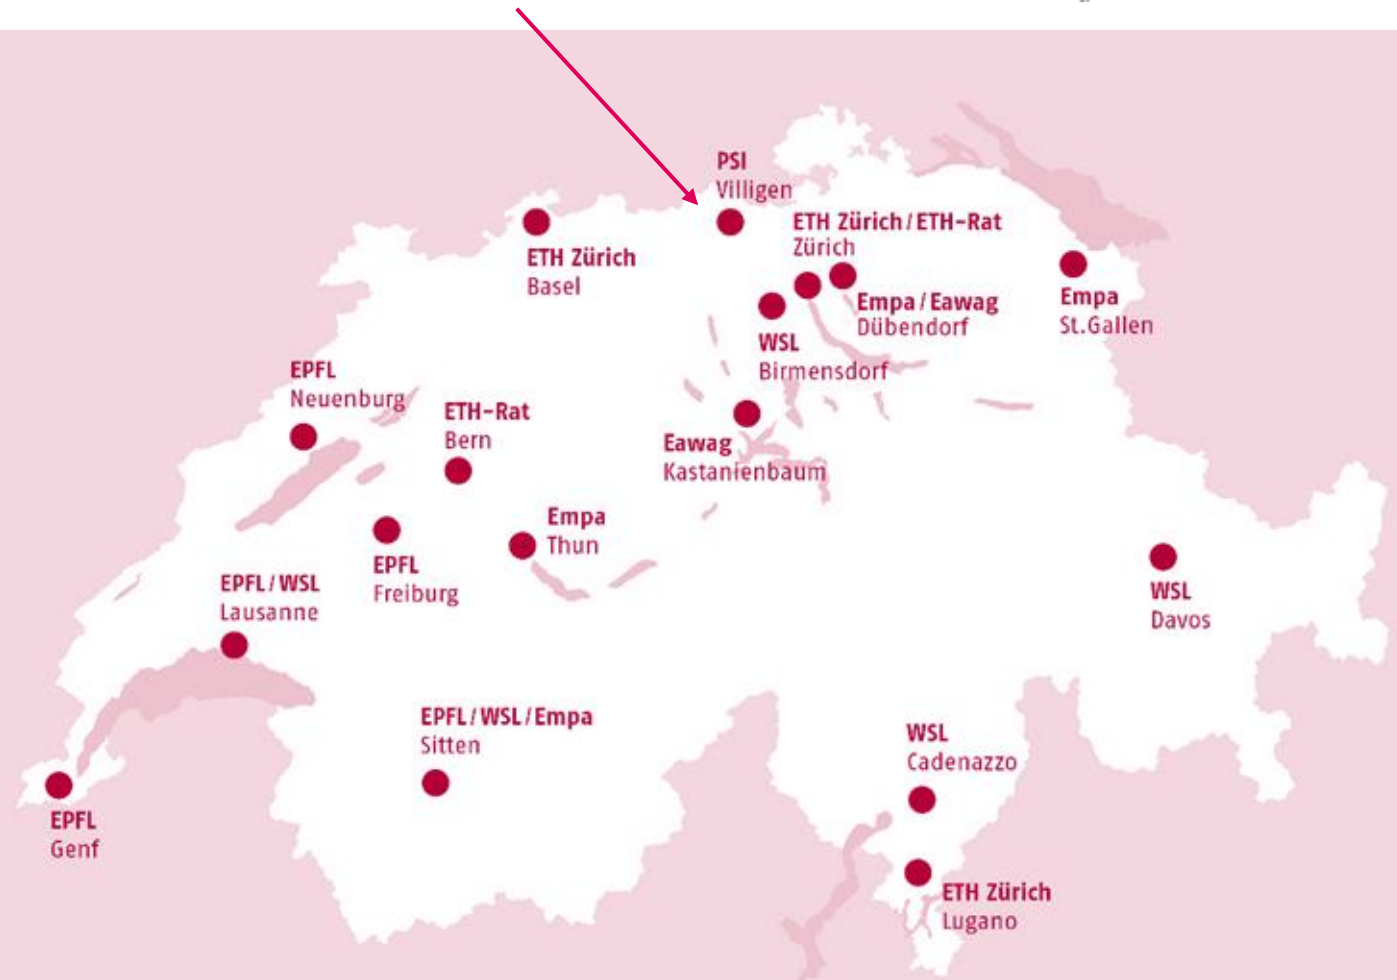 PSI
Villigen
ETH Zürich / ETH-Rat
Zürich
ETH Zürich
Basel
Empa / Eawag
Dübendorf
Empa
St.Gallen
WSL
Birmensdorf
EPFL
Neuenburg
ETH-Rat
Bern
Eawag
Kastanienbaum
Empa
Thun
EPFL
Freiburg
EPFL / WSL
Lausanne
WSL
Davos
EPFL / WSL / Empa
Sitten
WSL
Cadenazzo
EPFL
Genf
ETH Zürich
Lugano